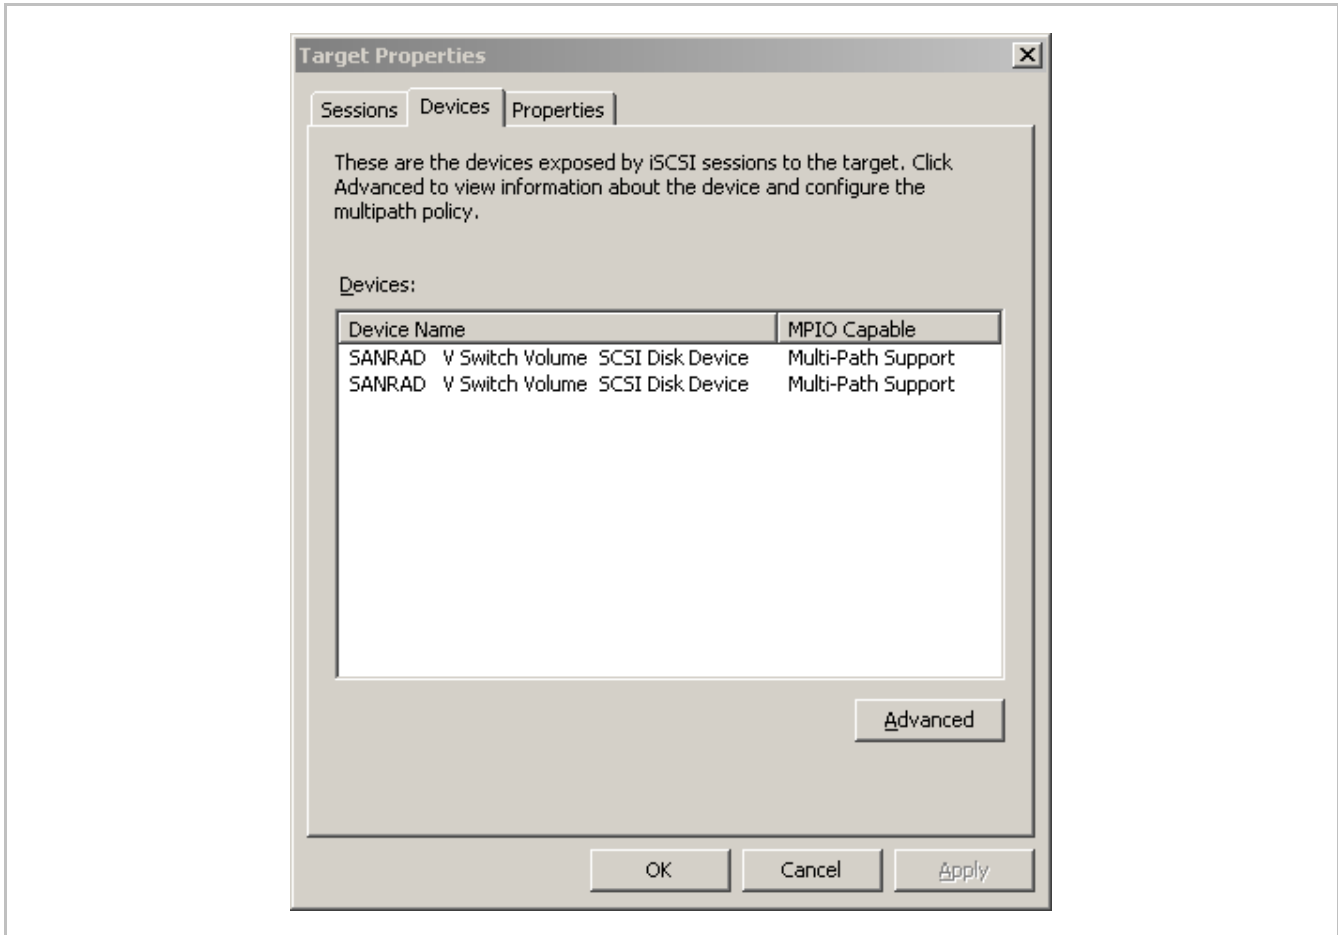 Target Properties
Sessions Devices Properties
These are the devices exposed by iSCSI sessions to the target. Click
Advanced to view information about the device and configure the
multipath policy.
Devices:
Device Name MPIO Capable
SANRAD V Switch Volume SCSI Disk Device Multi-Path Support
SANRAD V Switch Volume SCSI Disk Device Multi-Path Support
Advanced
OK Cancel Apply